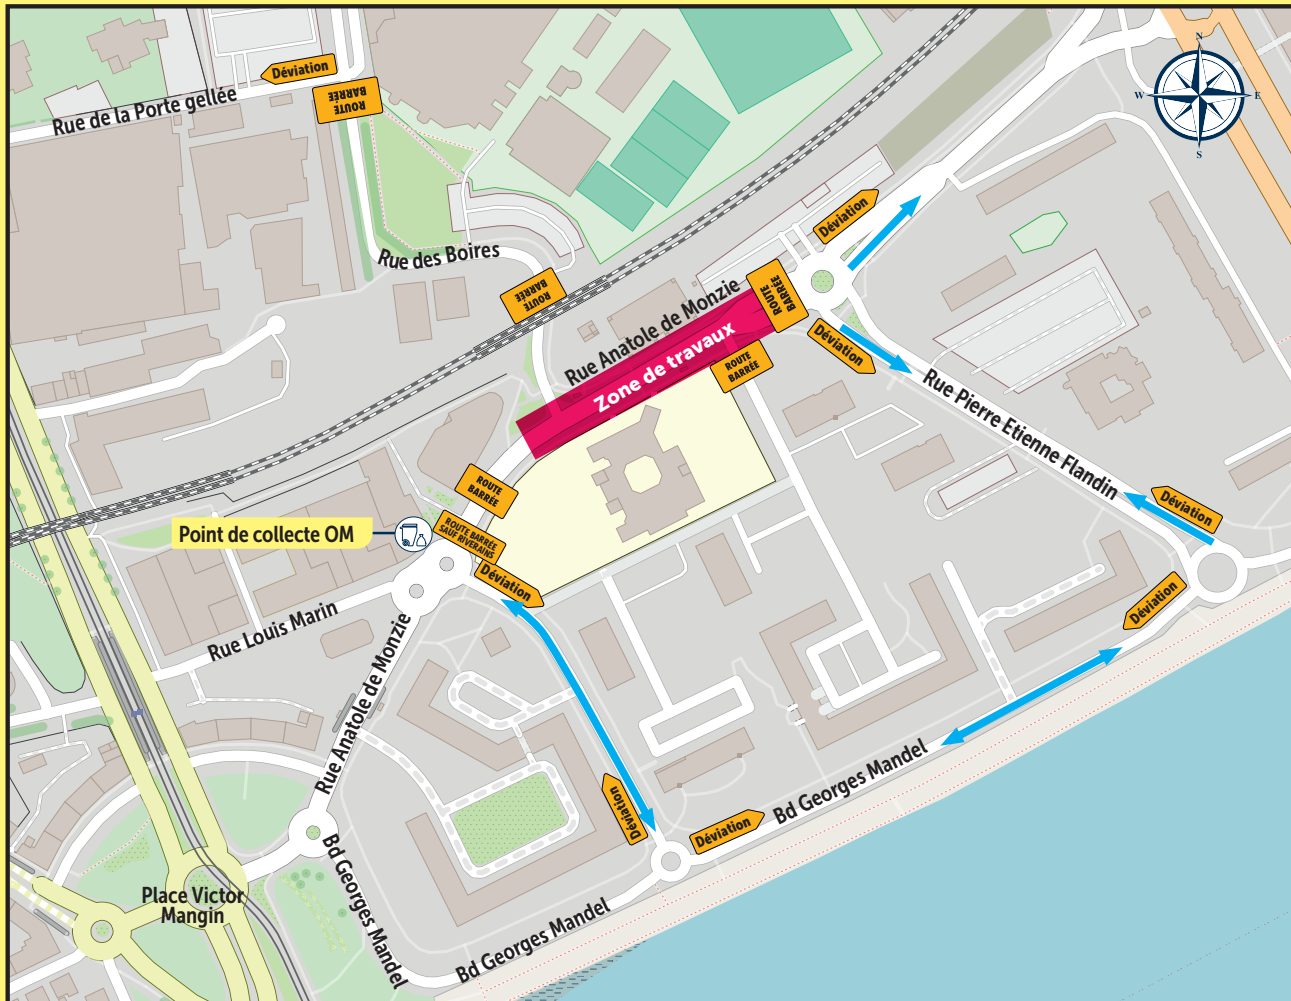 Déviation
ROUTE
BARRÉE
Rue de la Porte gellée
N
W
E
S
Déviation
Rue des Boires
ROUTE
BARRÉE
ROUTE
BARRÉE
Rue Anatole de Monzie
Zone de travaux
Déviation
ROUTE
BARRÉE
Rue Pierre Etienne Flandin
ROUTE
BARRÉE
Déviation
Point de collecte OM
ROUTE BARRÉE
SAUF RIVERAINS
Déviation
Déviation
Rue Louis Marin
Rue Anatole de Monzie
Bd Georges Mandel
Déviation
Déviation
Place Victor
Mangin
Bd Georges Mandel
Bd Georges Mandel